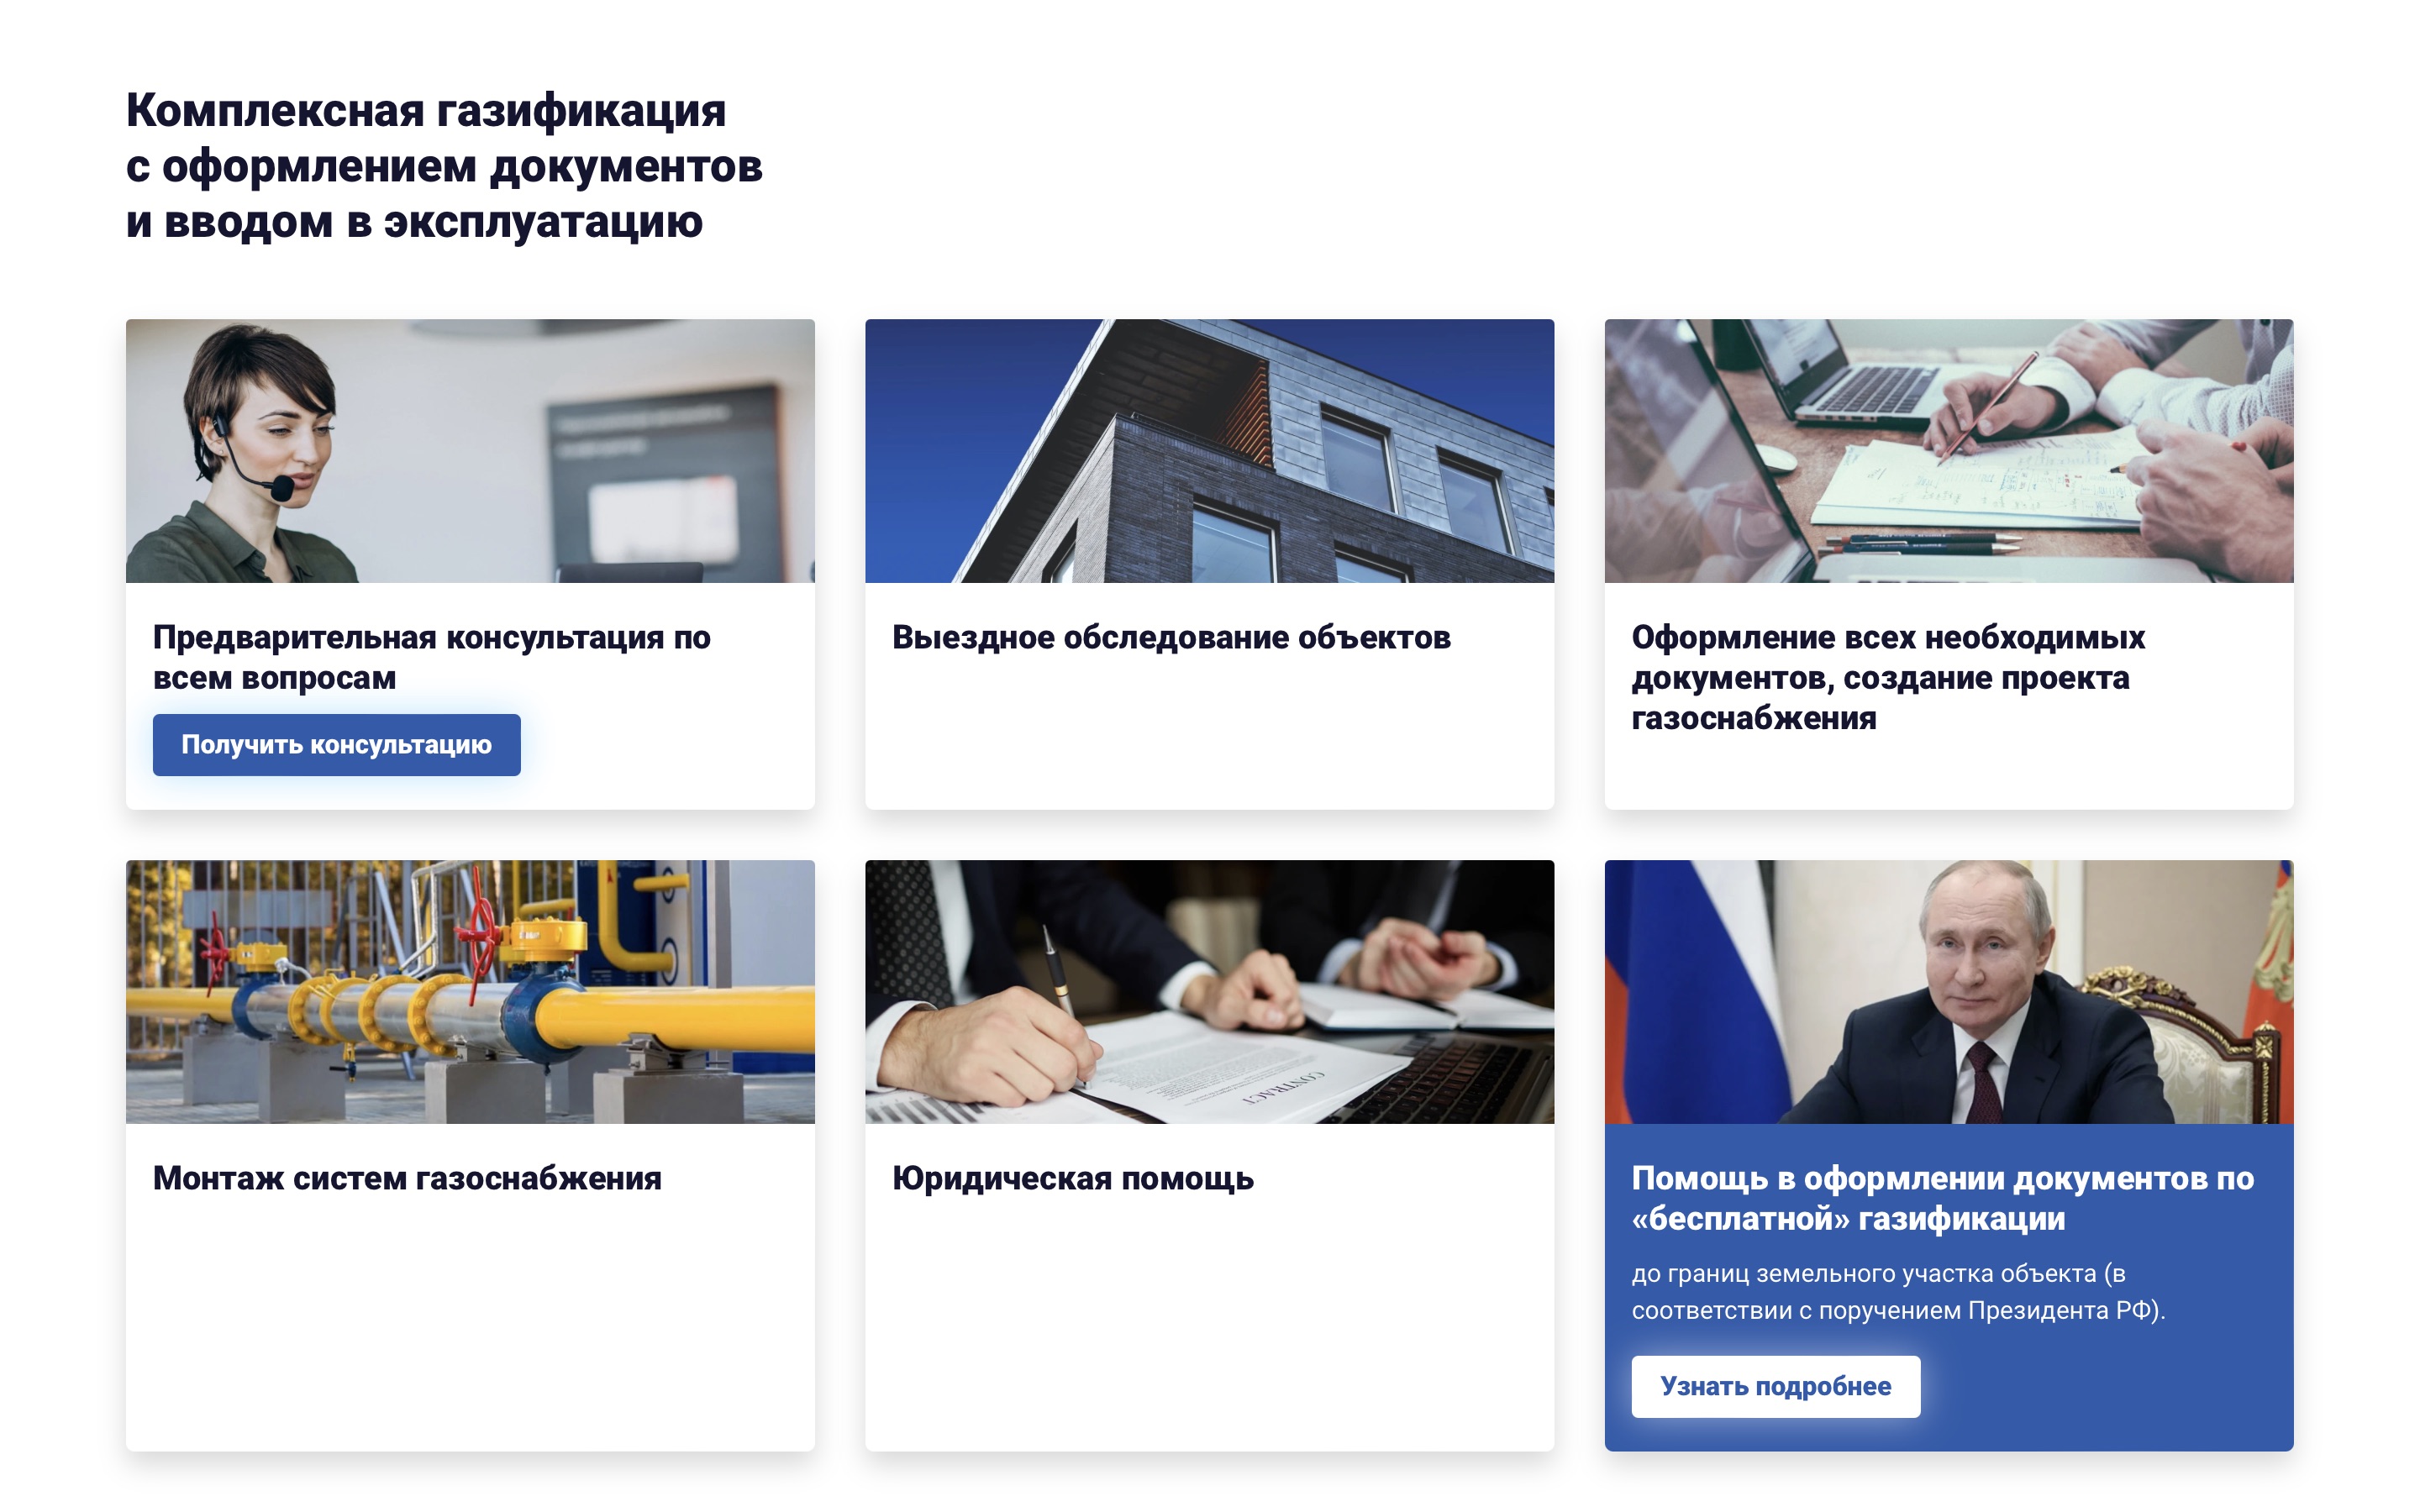 Комплексная газификация
с оформлением документов
и вводом в эксплуатацию
Предварительная консультация по
всем вопросам
Получить консультацию
Выездное обследование объектов
Оформление всех необходимых
документов, создание проекта
газоснабжения
Монтаж систем газоснабжения
CONTRACT
Юридическая помощь
Помощь в оформлении документов по
«бесплатной» газификации
до границ земельного участка объекта (в
соответствии с поручением Президента РФ).
Узнать подробнее